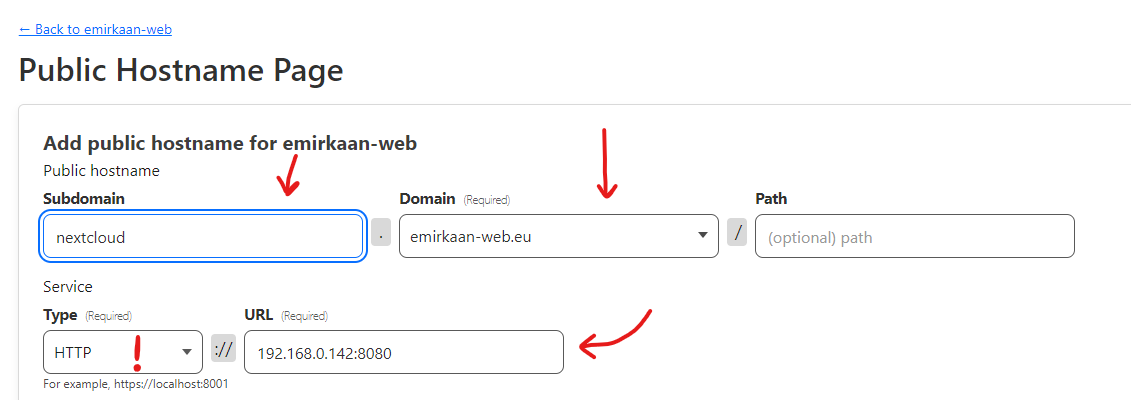 ← Back to emirkaan-web
Public Hostname Page
Add public hostname for emirkaan-web
Public hostname
Subdomain Domain (Required) Path
nextcloud . emirkaan-web.eu / (optional) path
Service
Type (Required) URL (Required)
HTTP ! :// 192.168.0.142:8080
For example, https://localhost:8001